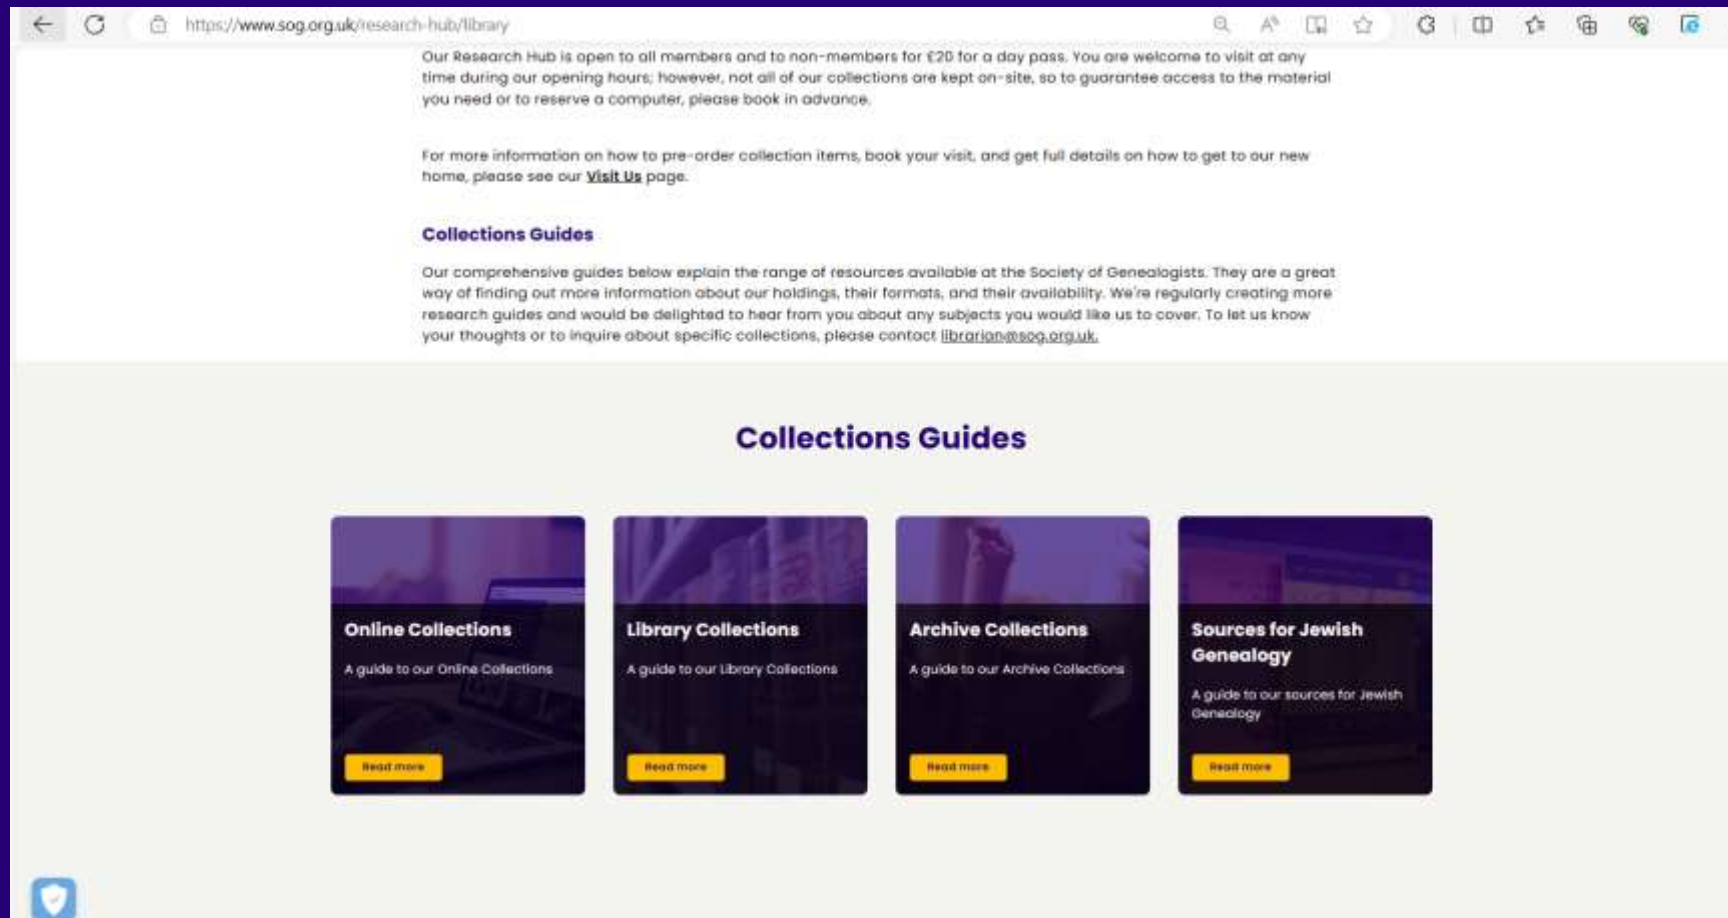 https://www.sog.org.uk/research-hub/library
Our Research Hub is open to all members and to non-members for £20 for a day pass. You are welcome to visit at any
time during our opening hours; however, not all of our collections are kept on-site, so to guarantee access to the material
you need or to reserve a computer, please book in advance.
For more information on how to pre-order collection items, book your visit, and get full details on how to get to our new
home, please see our Visit Us page.
Collections Guides
Our comprehensive guides below explain the range of resources available at the Society of Genealogists. They are a great
way of finding out more information about our holdings, their formats, and their availability. We're regularly creating more
research guides and would be delighted to hear from you about any subjects you would like us to cover. To let us know
your thoughts or to inquire about specific collections, please contact librarian@sog.org.uk.
Collections Guides
Online Collections
A guide to our Online Collections
Read more
Library Collections
A guide to our Library Collections
Read more
Archive Collections
A guide to our Archive Collections
Read more
Sources for Jewish
Genealogy
A guide to our sources for Jewish
Genealogy
Read more